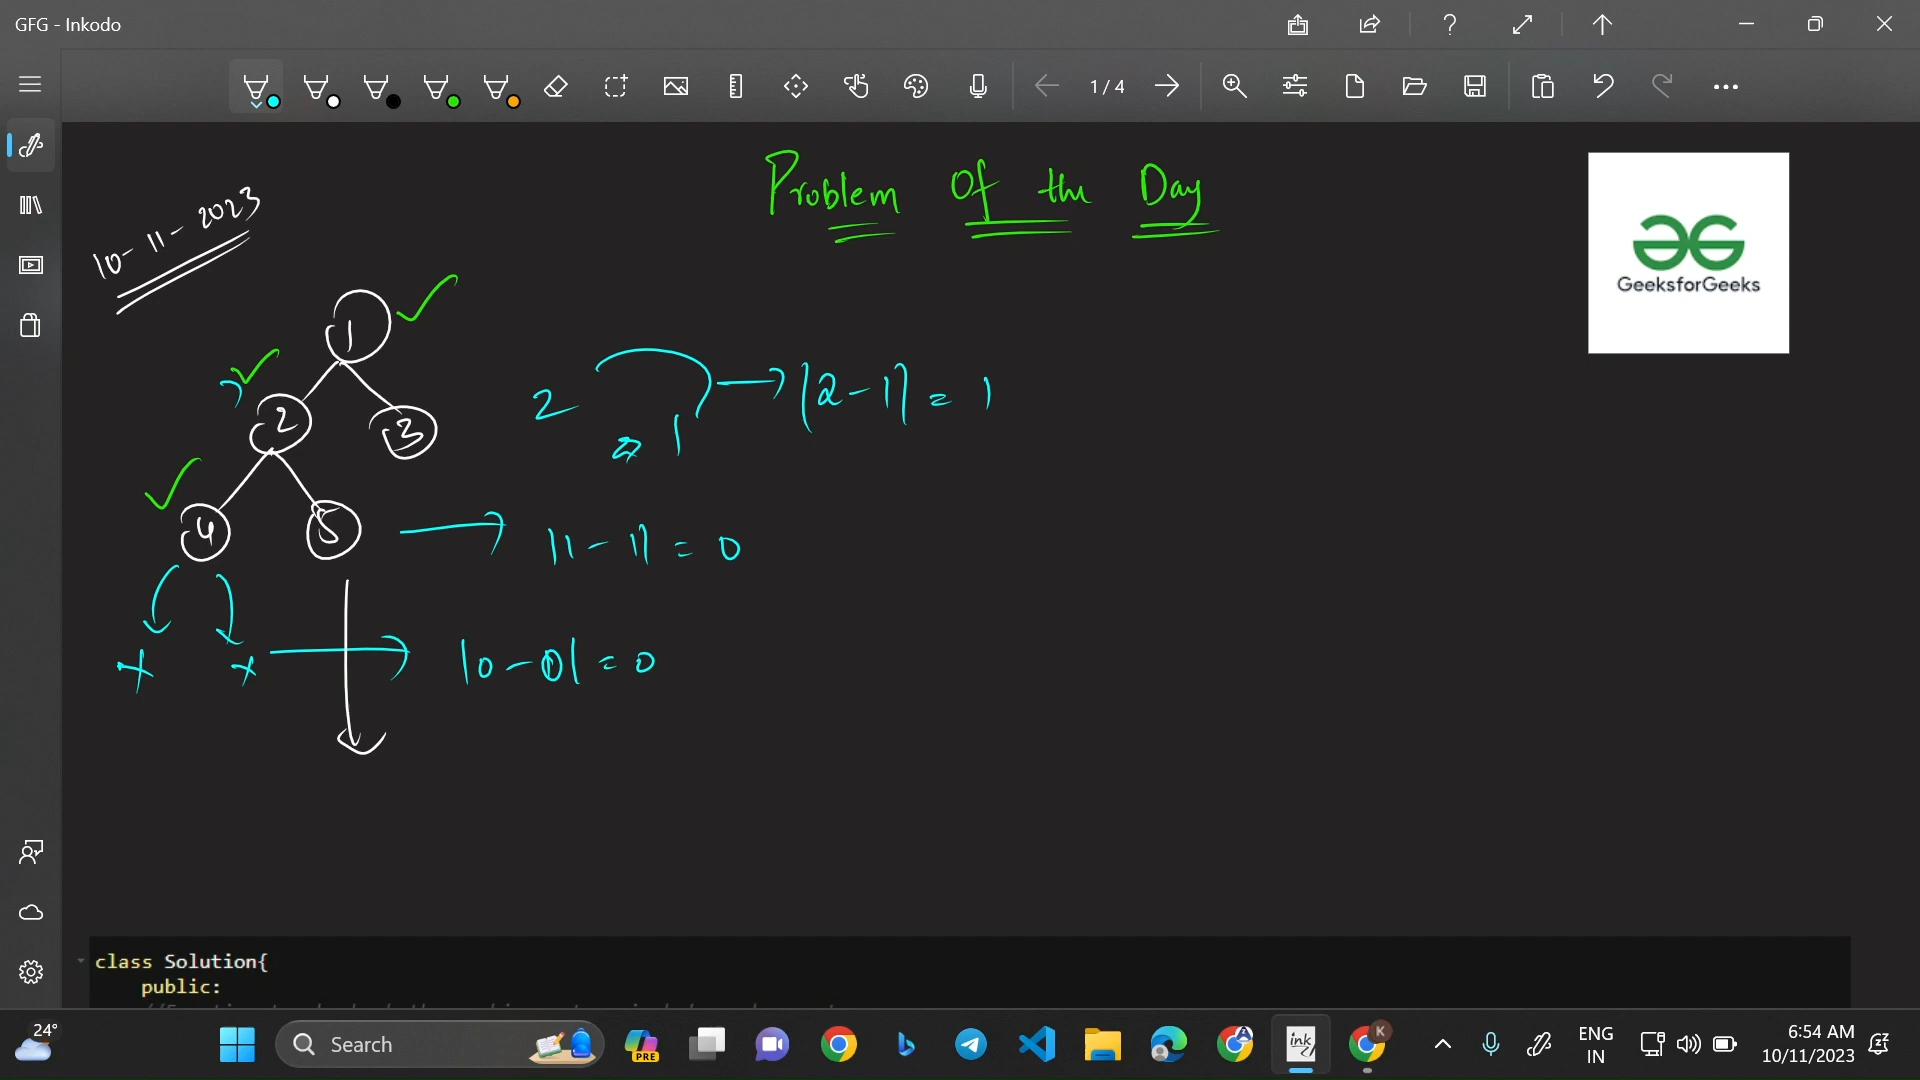 GFG - Inkodo
1 / 4
Problem Of the Day
10-11-2023
GeeksforGeeks
1
2
3
2
1
|2-1| = 1
4
5
|1-1| = 0
|0-0| = 0
class Solution{
public:
24°
Search
PRE
ink
K
ENG
IN
6:54 AM
10/11/2023